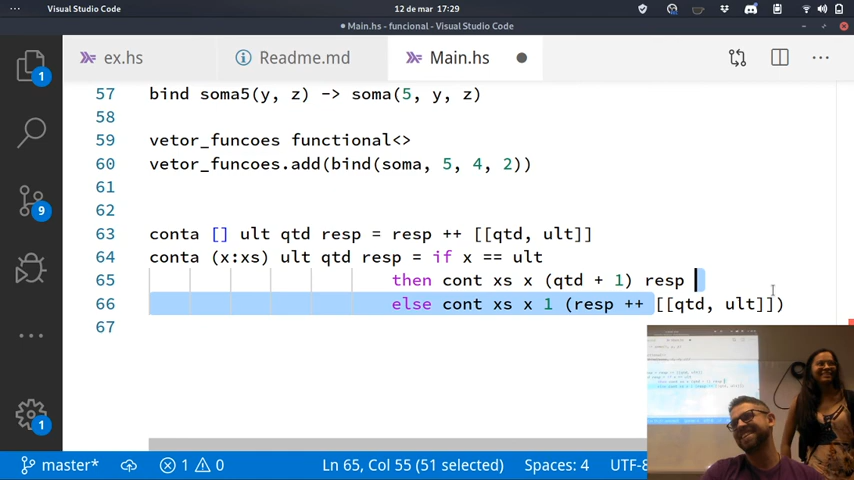 Visual Studio Code 12 de mar 17:29
Main.hs - funcional - Visual Studio Code
ex.hs Readme.md Main.hs
57 bind soma5(y, z) -> soma(5, y, z)
58
59 vetor_funcoes functional<>
60 vetor_funcoes.add(bind(soma, 5, 4, 2))
61
62
63 conta [] ult qtd resp = resp ++ [[qtd, ult]]
64 conta (x:xs) ult qtd resp = if x == ult
65 then cont xs x (qtd + 1) resp
66 else cont xs x 1 (resp ++ [[qtd, ult]])
67
1
9
1
master* 1 0 Ln 65, Col 55 (51 selected) Spaces: 4 UTF-8